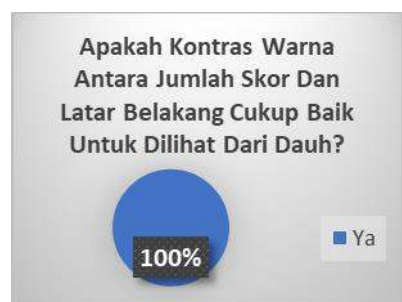 Apakah Kontras Warna
Antara Jumlah Skor Dan
Latar Belakang Cukup Baik
Untuk Dilihat Dari Dauh?
100%
Ya